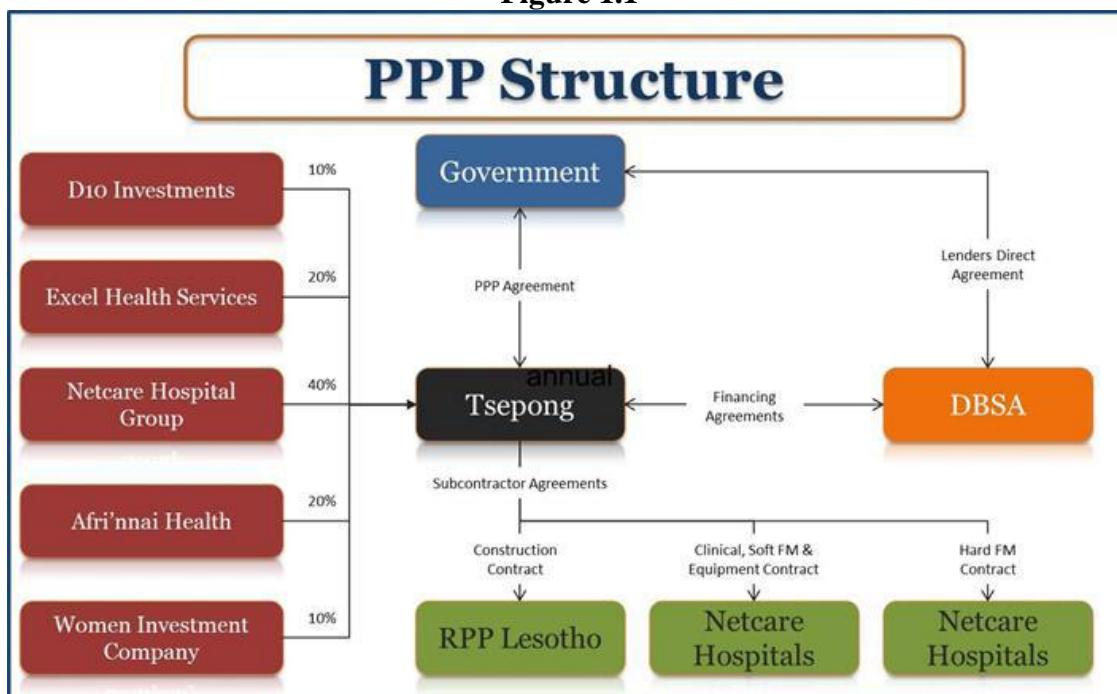 Figure 1.1
PPP Structure
D10 Investments
10%
Government
Excel Health Services
20%
PPP Agreement
Lenders Direct
Agreement
Netcare Hospital
Group
40%
annual
Tsepong
Financing
Agreements
DBSA
Subcontractor Agreements
Afri'nnai Health
20%
Construction
Contract
Clinical, Soft FM &
Equipment Contract
Hard FM
Contract
Women Investment
Company
10%
RPP Lesotho
Netcare
Hospitals
Netcare
Hospitals